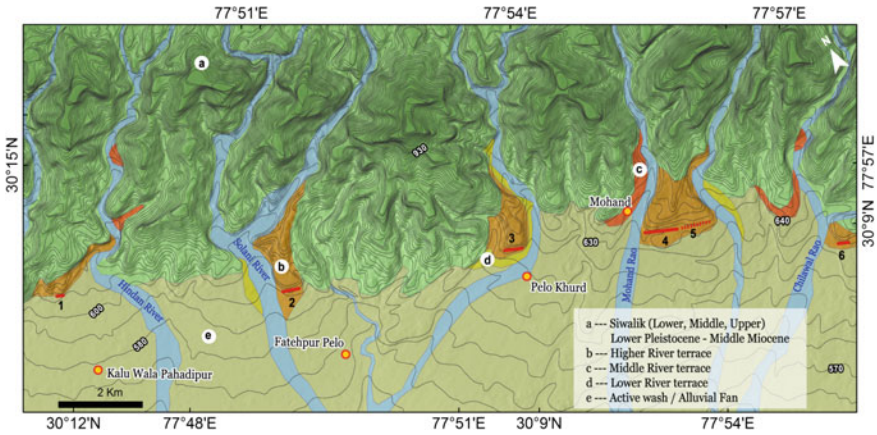 77°51'E 77°54'E 77°57'E
N
a
930
30°15'N
77°57'E
c
Mohand
640
630
3
4 5
6
30°9'N
Solani River
b
d
Hindan River
1
2
Pelo Khurd
Mohand Rao
Chilawal Rao
600
580
e
Fatehpur Pelo
Kalu Wala Pahadipur
570
2 Km
a --- Siwalik (Lower, Middle, Upper)
Lower Pleistocene - Middle Miocene
b --- Higher River terrace
c --- Middle River terrace
d --- Lower River terrace
e --- Active wash / Alluvial Fan
30°12'N 77°48'E 77°51'E 30°9'N 77°54'E